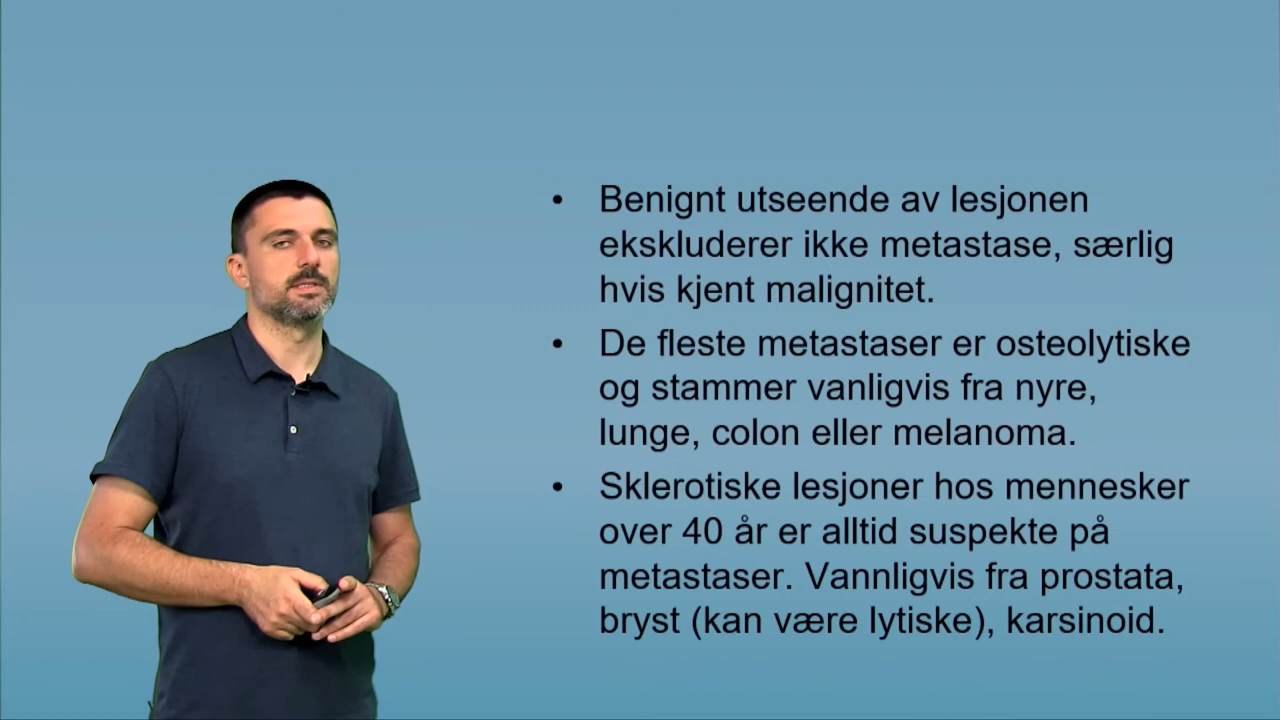 • Benignt utseende av lesjonen
ekskluderer ikke metastase, særlig
hvis kjent malignitet.
• De fleste metastaser er osteolytiske
og stammer vanligvis fra nyre,
lunge, colon eller melanoma.
• Sklerotiske lesjoner hos mennesker
over 40 år er alltid suspekte på
metastaser. Vannligvis fra prostata,
bryst (kan være lytiske), karsinoid.